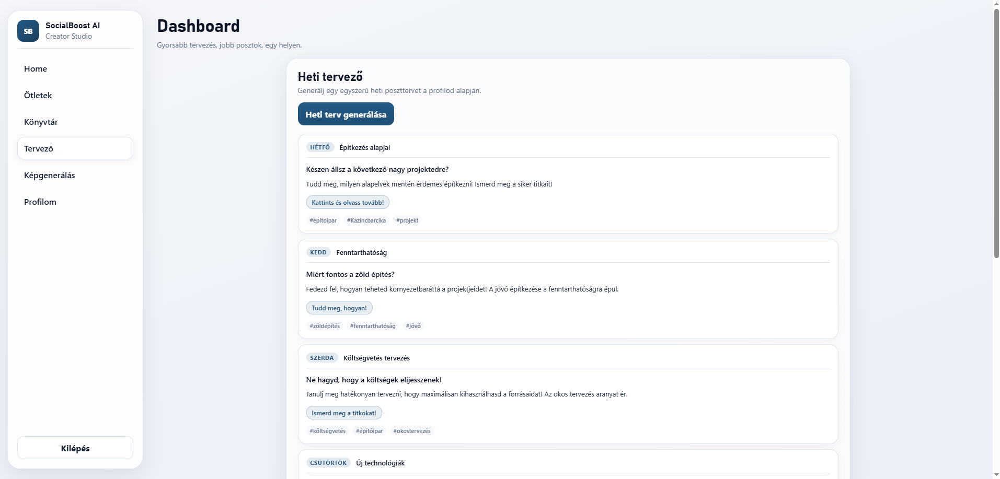 SB
SocialBoost AI
Creator Studio
Home
Ötletek
Könyvtár
Tervező
Képgenerálás
Profilom
Kilépés
Dashboard
Gyorsabb tervezés, jobb posztok, egy helyen.
Heti tervező
Generálj egy egyszerű heti poszttervet a profilod alapján.
Heti terv generálása
HÉTFŐ Építkezés alapjai
Készen állsz a következő nagy projektedre?
Tudd meg, milyen alapelvek mentén érdemes építkezni! Ismerd meg a siker titkait!
Kattints és olvass tovább!
#epitoipar #Kazincbarcika #projekt
KEDD Fenntarthatóság
Miért fontos a zöld építés?
Fedezd fel, hogyan teheted környezetbaráttá a projektjeidet! A jövő építkezése a fenntarthatóságra épül.
Tudd meg, hogyan!
#zöldépítés #fenntarthatóság #jövő
SZERDA Költségvetés tervezés
Ne hagyd, hogy a költségek elijesszenek!
Tanulj meg hatékonyan tervezni, hogy maximálisan kihasználhasd a forrásaidat! Az okos tervezés aranyat ér.
Ismerd meg a titkokat!
#költségvetés #építőipar #okostervezés
CSÜTÖRTÖK Új technológiák